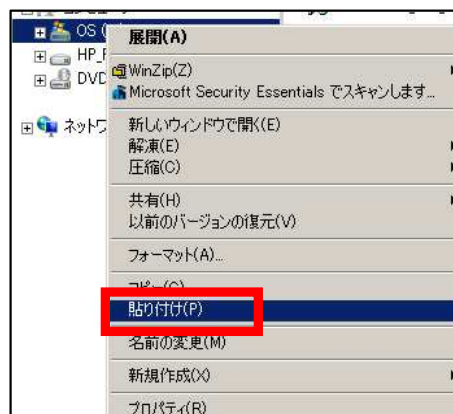 OS (
展開(A)
HP_F
DVD
WinZip(Z)
Microsoft Security Essentials でスキャンします...
ネットワ
新しいウィンドウで開く(E)
解凍(E)
圧縮(C)
共有(H)
以前のバージョンの復元(V)
フォーマット(A)...
コピー(C)
貼り付け(P)
名前の変更(M)
新規作成(X)
プロパティ(R)